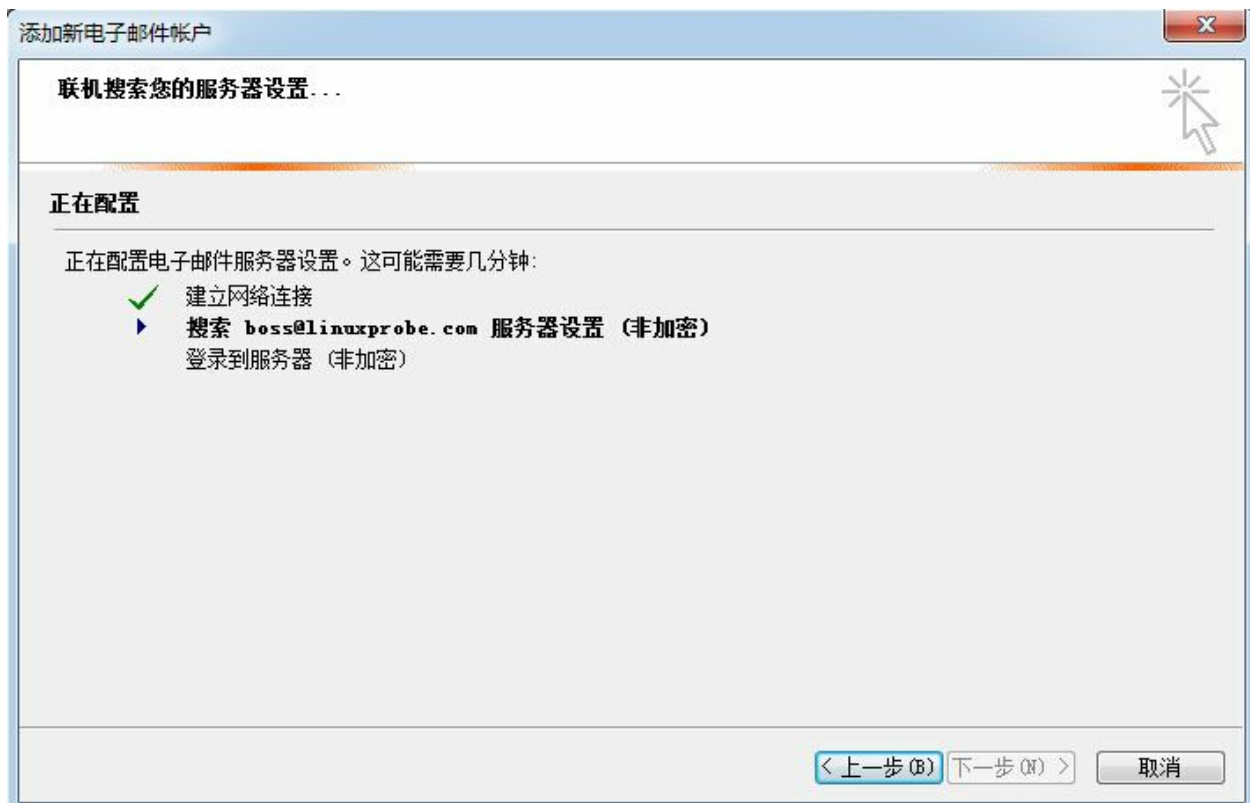 添加新电子邮件帐户
联机搜索您的服务器设置...
正在配置
正在配置电子邮件服务器设置。这可能需要几分钟:
建立网络连接
搜索 boss@linuxprobe.com 服务器设置 (非加密)
登录到服务器 (非加密)
< 上一步(B) 下一步(N) > 取消